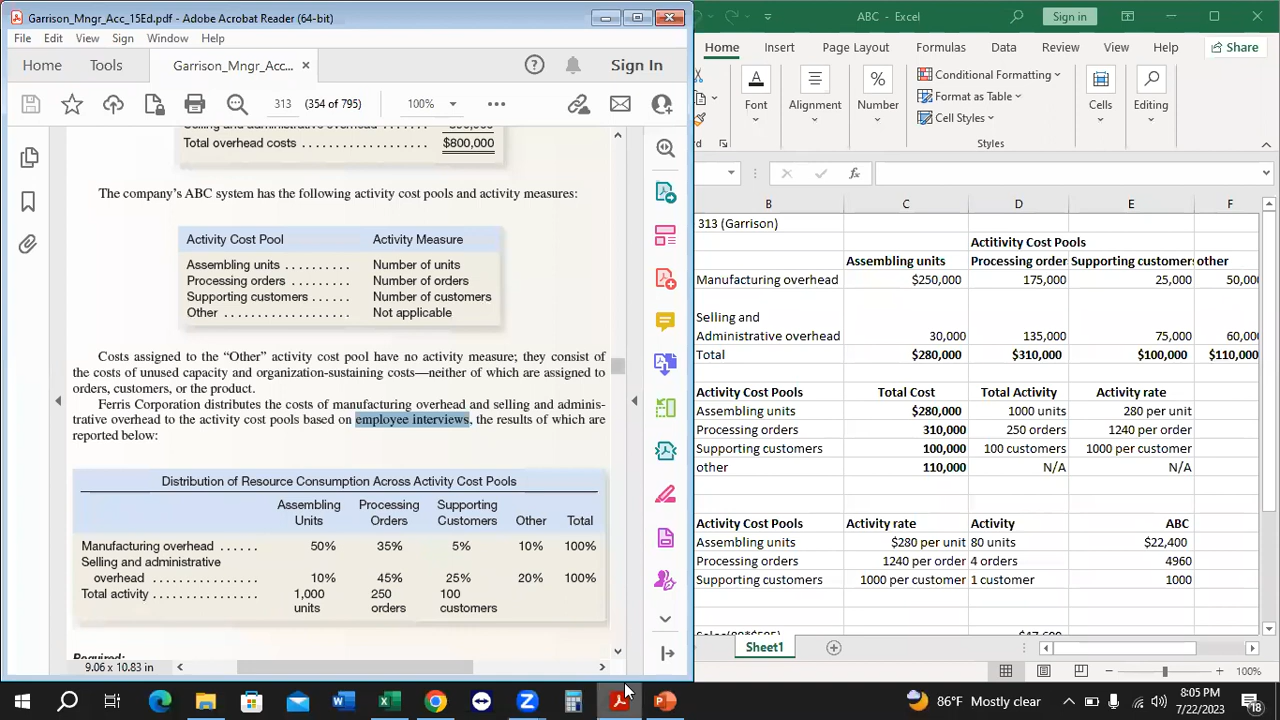 Garrison_Mngr_Acc_15Ed.pdf - Adobe Acrobat Reader (64-bit)
File Edit View Sign Window Help
Home Tools Garrison_Mngr_Acc... × Sign In
313 (354 of 795) 100%
Total overhead costs . . . . . . . . . . . . . . . . . . . . $800,000
The company's ABC system has the following activity cost pools and activity measures:
Activity Cost Pool Activity Measure
Assembling units . . . . . . . . . . Number of units
Processing orders . . . . . . . . . Number of orders
Supporting customers . . . . . . Number of customers
Other . . . . . . . . . . . . . . . . . . . Not applicable
Costs assigned to the "Other" activity cost pool have no activity measure; they consist of
the costs of unused capacity and organization-sustaining costs—neither of which are assigned to
orders, customers, or the product.
Ferris Corporation distributes the costs of manufacturing overhead and selling and adminis-
trative overhead to the activity cost pools based on employee interviews, the results of which are
reported below:
Distribution of Resource Consumption Across Activity Cost Pools
Assembling Processing Supporting
Units Orders Customers Other Total
Manufacturing overhead . . . . . . 50% 35% 5% 10% 100%
Selling and administrative
overhead . . . . . . . . . . . . . . . . 10% 45% 25% 20% 100%
Total activity . . . . . . . . . . . . . . . . 1,000 250 100
units orders customers
Required:
9.06 x 10.83 in
ABC - Excel Sign in
Home Insert Page Layout Formulas Data Review View Help Share
Font Alignment Number Conditional Formatting Cells Editing
Format as Table
Cell Styles
Styles
B C D E F
313 (Garrison)
Actitivity Cost Pools
Assembling units Processing order Supporting customers other
Manufacturing overhead $250,000 175,000 25,000 50,00
Selling and
Administrative overhead 30,000 135,000 75,000 60,00
Total $280,000 $310,000 $100,000 $110,000
Activity Cost Pools Total Cost Total Activity Activity rate
Assembling units $280,000 1000 units 280 per unit
Processing orders 310,000 250 orders 1240 per order
Supporting customers 100,000 100 customers 1000 per customer
other 110,000 N/A N/A
Activity Cost Pools Activity rate Activity ABC
Assembling units $280 per unit 80 units $22,400
Processing orders 1240 per order 4 orders 4960
Supporting customers 1000 per customer 1 customer 1000
Sheet1
100%
86°F Mostly clear 8:05 PM
7/22/2023 18